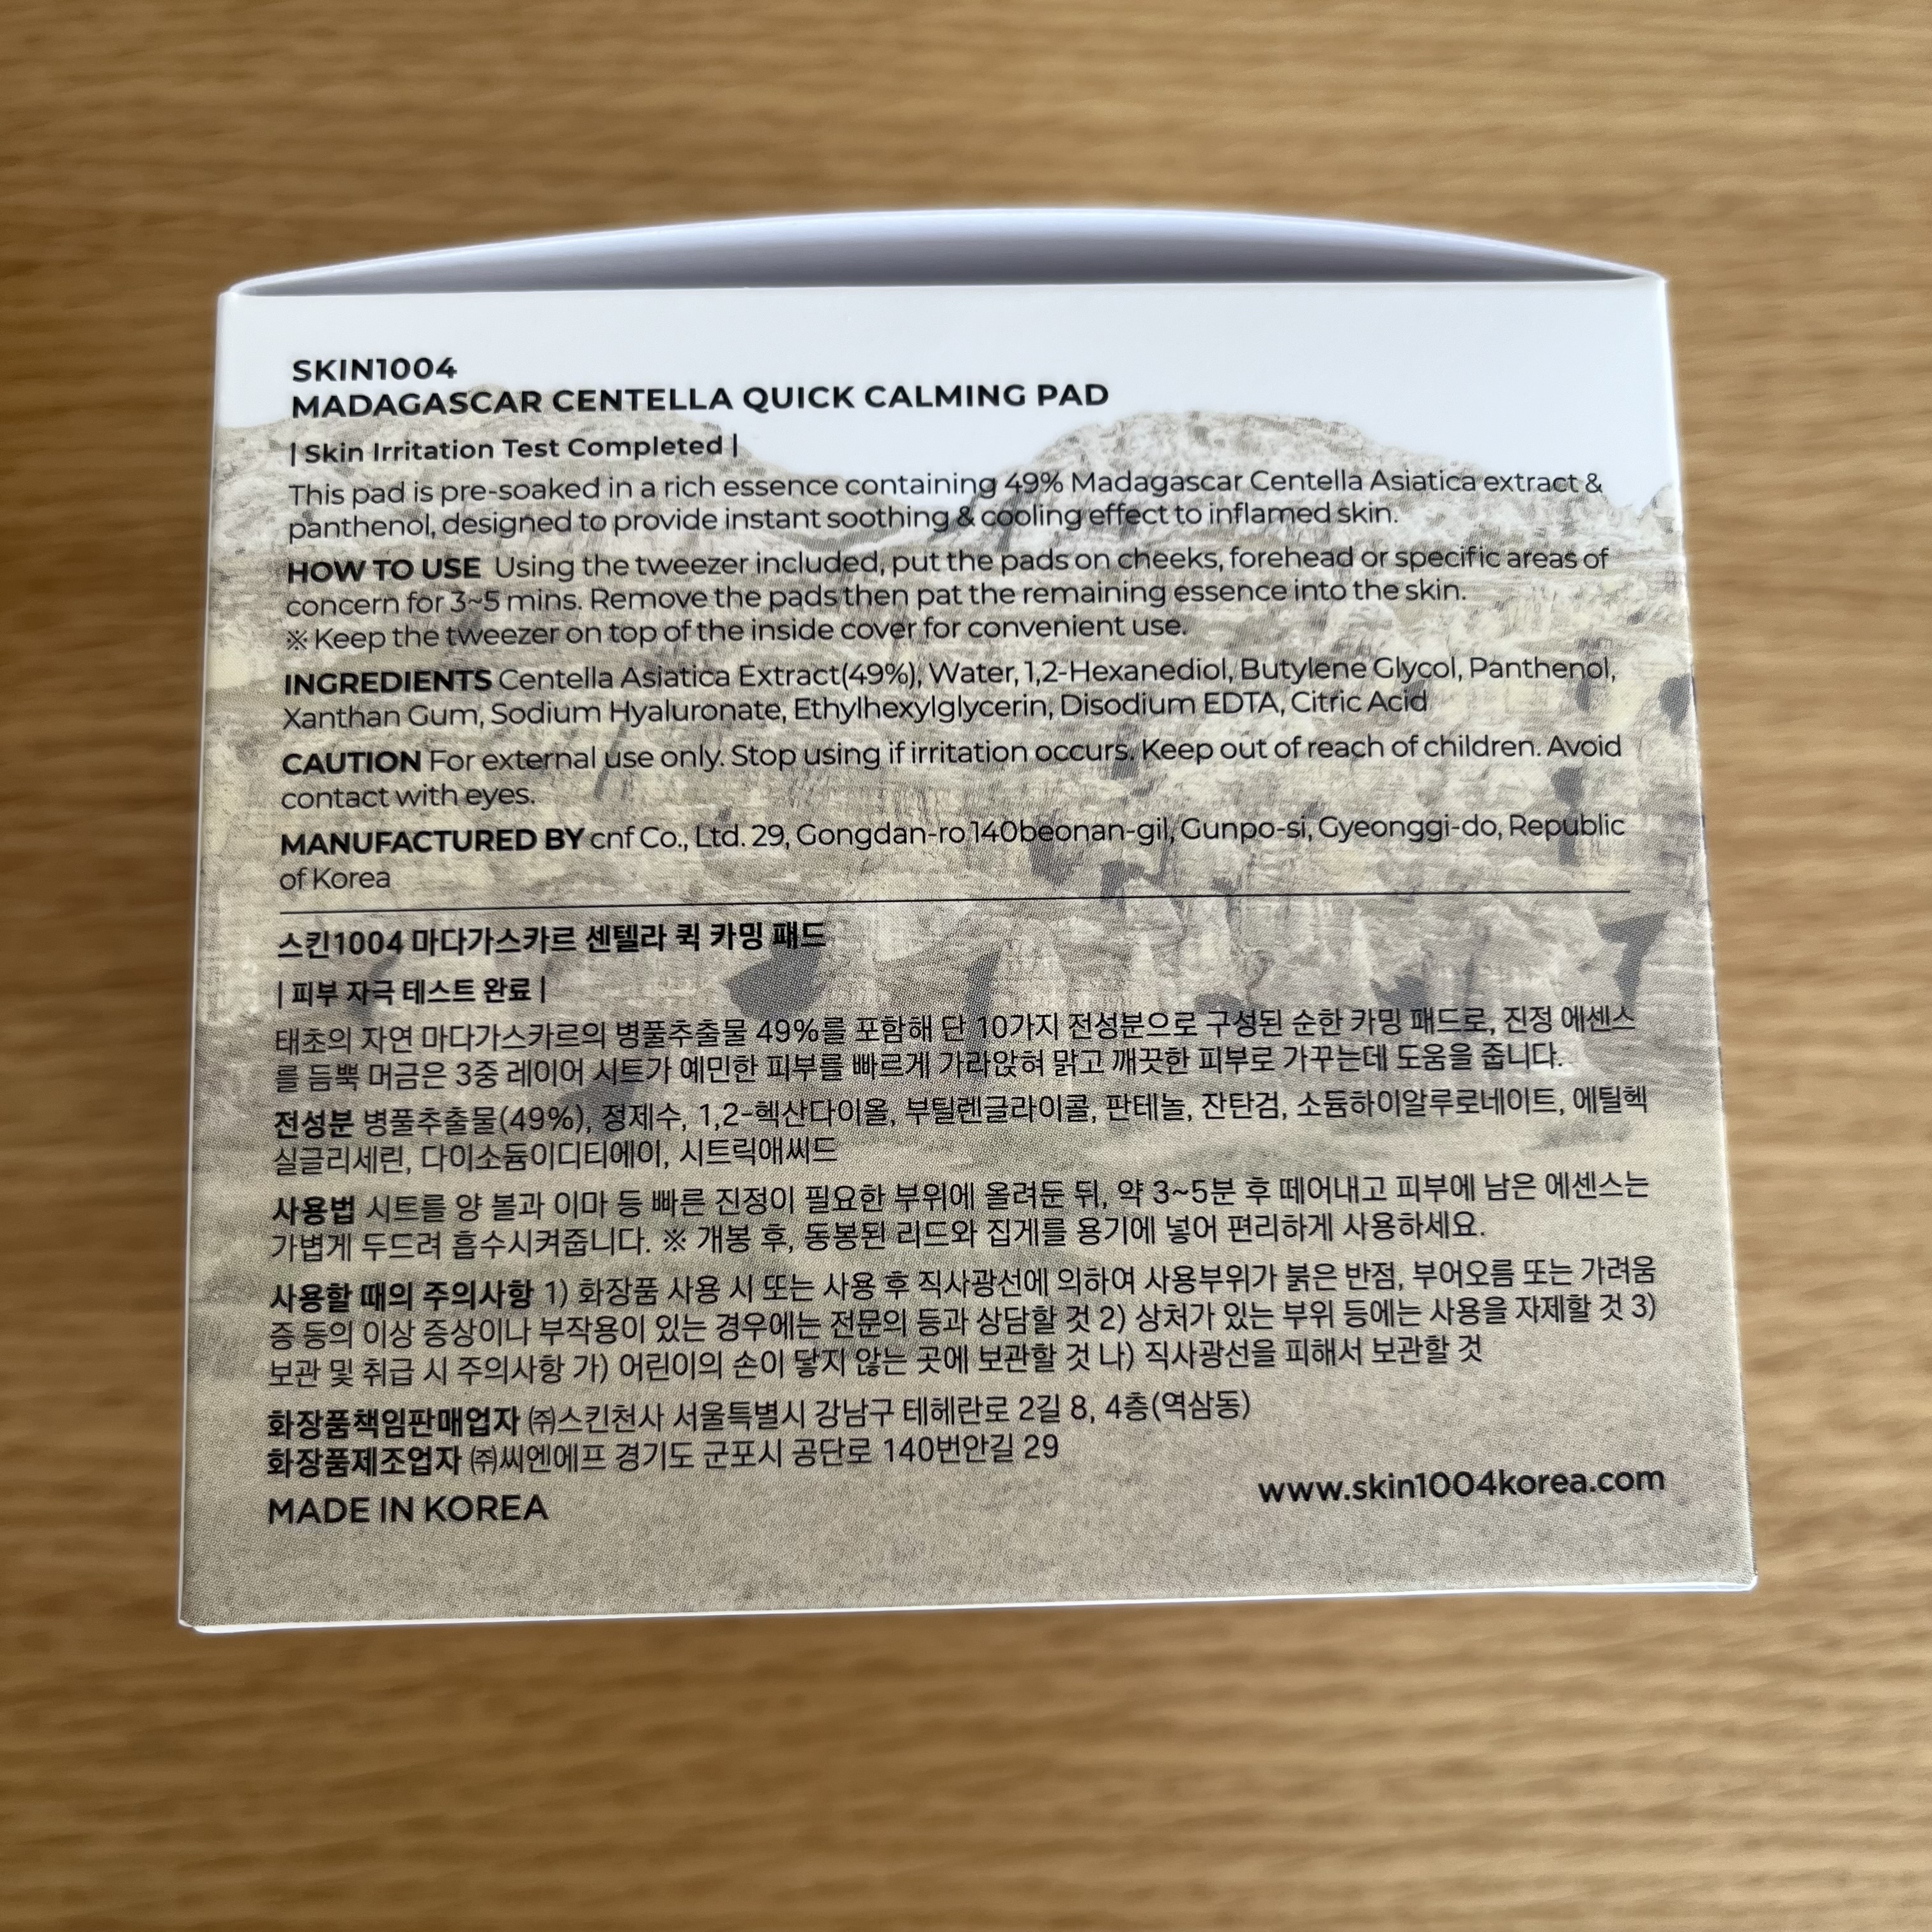 SKIN1004
MADAGASCAR CENTELLA QUICK CALMING PAD
| Skin Irritation Test Completed |
This pad is pre-soaked in a rich essence containing 49% Madagascar Centella Asiatica extract &
panthenol, designed to provide instant soothing & cooling effect to inflamed skin.
HOW TO USE Using the tweezer included, put the pads on cheeks, forehead or specific areas of
concern for 3~5 mins. Remove the pads then pat the remaining essence into the skin.
※ Keep the tweezer on top of the inside cover for convenient use.
INGREDIENTS Centella Asiatica Extract(49%), Water, 1,2-Hexanediol, Butylene Glycol, Panthenol,
Xanthan Gum, Sodium Hyaluronate, Ethylhexylglycerin, Disodium EDTA, Citric Acid
CAUTION For external use only. Stop using if irritation occurs. Keep out of reach of children. Avoid
contact with eyes.
MANUFACTURED BY cnf Co., Ltd. 29, Gongdan-ro 140beonan-gil, Gunpo-si, Gyeonggi-do, Republic
of Korea
스킨1004 마다가스카르 센텔라 퀵 카밍 패드
| 피부 자극 테스트 완료 |
태초의 자연 마다가스카르의 병풀추출물 49%를 포함해 단 10가지 전성분으로 구성된 순한 카밍 패드로, 진정 에센스
를 듬뿍 머금은 3중 레이어 시트가 예민한 피부를 빠르게 가라앉혀 맑고 깨끗한 피부로 가꾸는데 도움을 줍니다.
전성분 병풀추출물(49%), 정제수, 1,2-헥산다이올, 부틸렌글라이콜, 판테놀, 잔탄검, 소듐하이알루로네이트, 에틸헥
실글리세린, 다이소듐이디티에이, 시트릭애씨드
사용법 시트를 양 볼과 이마 등 빠른 진정이 필요한 부위에 올려둔 뒤, 약 3~5분 후 떼어내고 피부에 남은 에센스는
가볍게 두드려 흡수시켜줍니다. ※ 개봉 후, 동봉된 리드와 집게를 용기에 넣어 편리하게 사용하세요.
사용할 때의 주의사항 1) 화장품 사용 시 또는 사용 후 직사광선에 의하여 사용부위가 붉은 반점, 부어오름 또는 가려움
증 등의 이상 증상이나 부작용이 있는 경우에는 전문의 등과 상담할 것 2) 상처가 있는 부위 등에는 사용을 자제할 것 3)
보관 및 취급 시 주의사항 가) 어린이의 손이 닿지 않는 곳에 보관할 것 나) 직사광선을 피해서 보관할 것
화장품책임판매업자 ㈜스킨천사 서울특별시 강남구 테헤란로 2길 8, 4층(역삼동)
화장품제조업자 ㈜씨엔에프 경기도 군포시 공단로 140번안길 29
MADE IN KOREA
www.skin1004korea.com